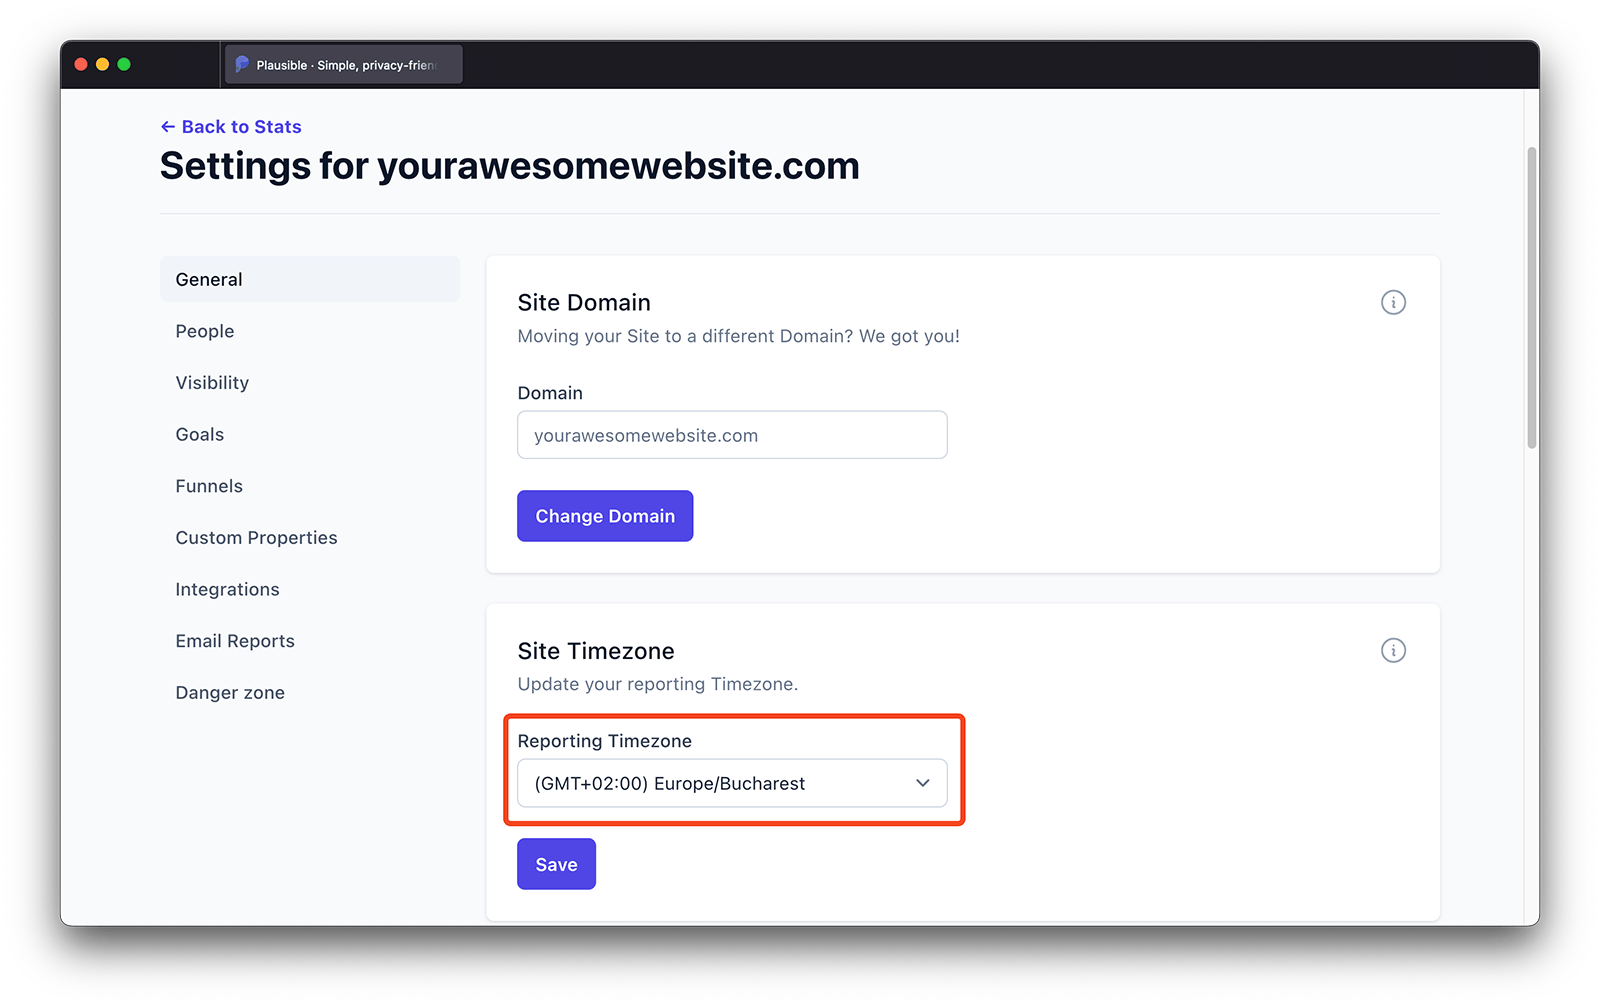 Plausible · Simple, privacy-frien
← Back to Stats
Settings for yourawesomewebsite.com
General
People
Visibility
Goals
Funnels
Custom Properties
Integrations
Email Reports
Danger zone
Site Domain
Moving your Site to a different Domain? We got you!
Domain
yourawesomewebsite.com
Change Domain
Site Timezone
Update your reporting Timezone.
Reporting Timezone
(GMT+02:00) Europe/Bucharest
Save